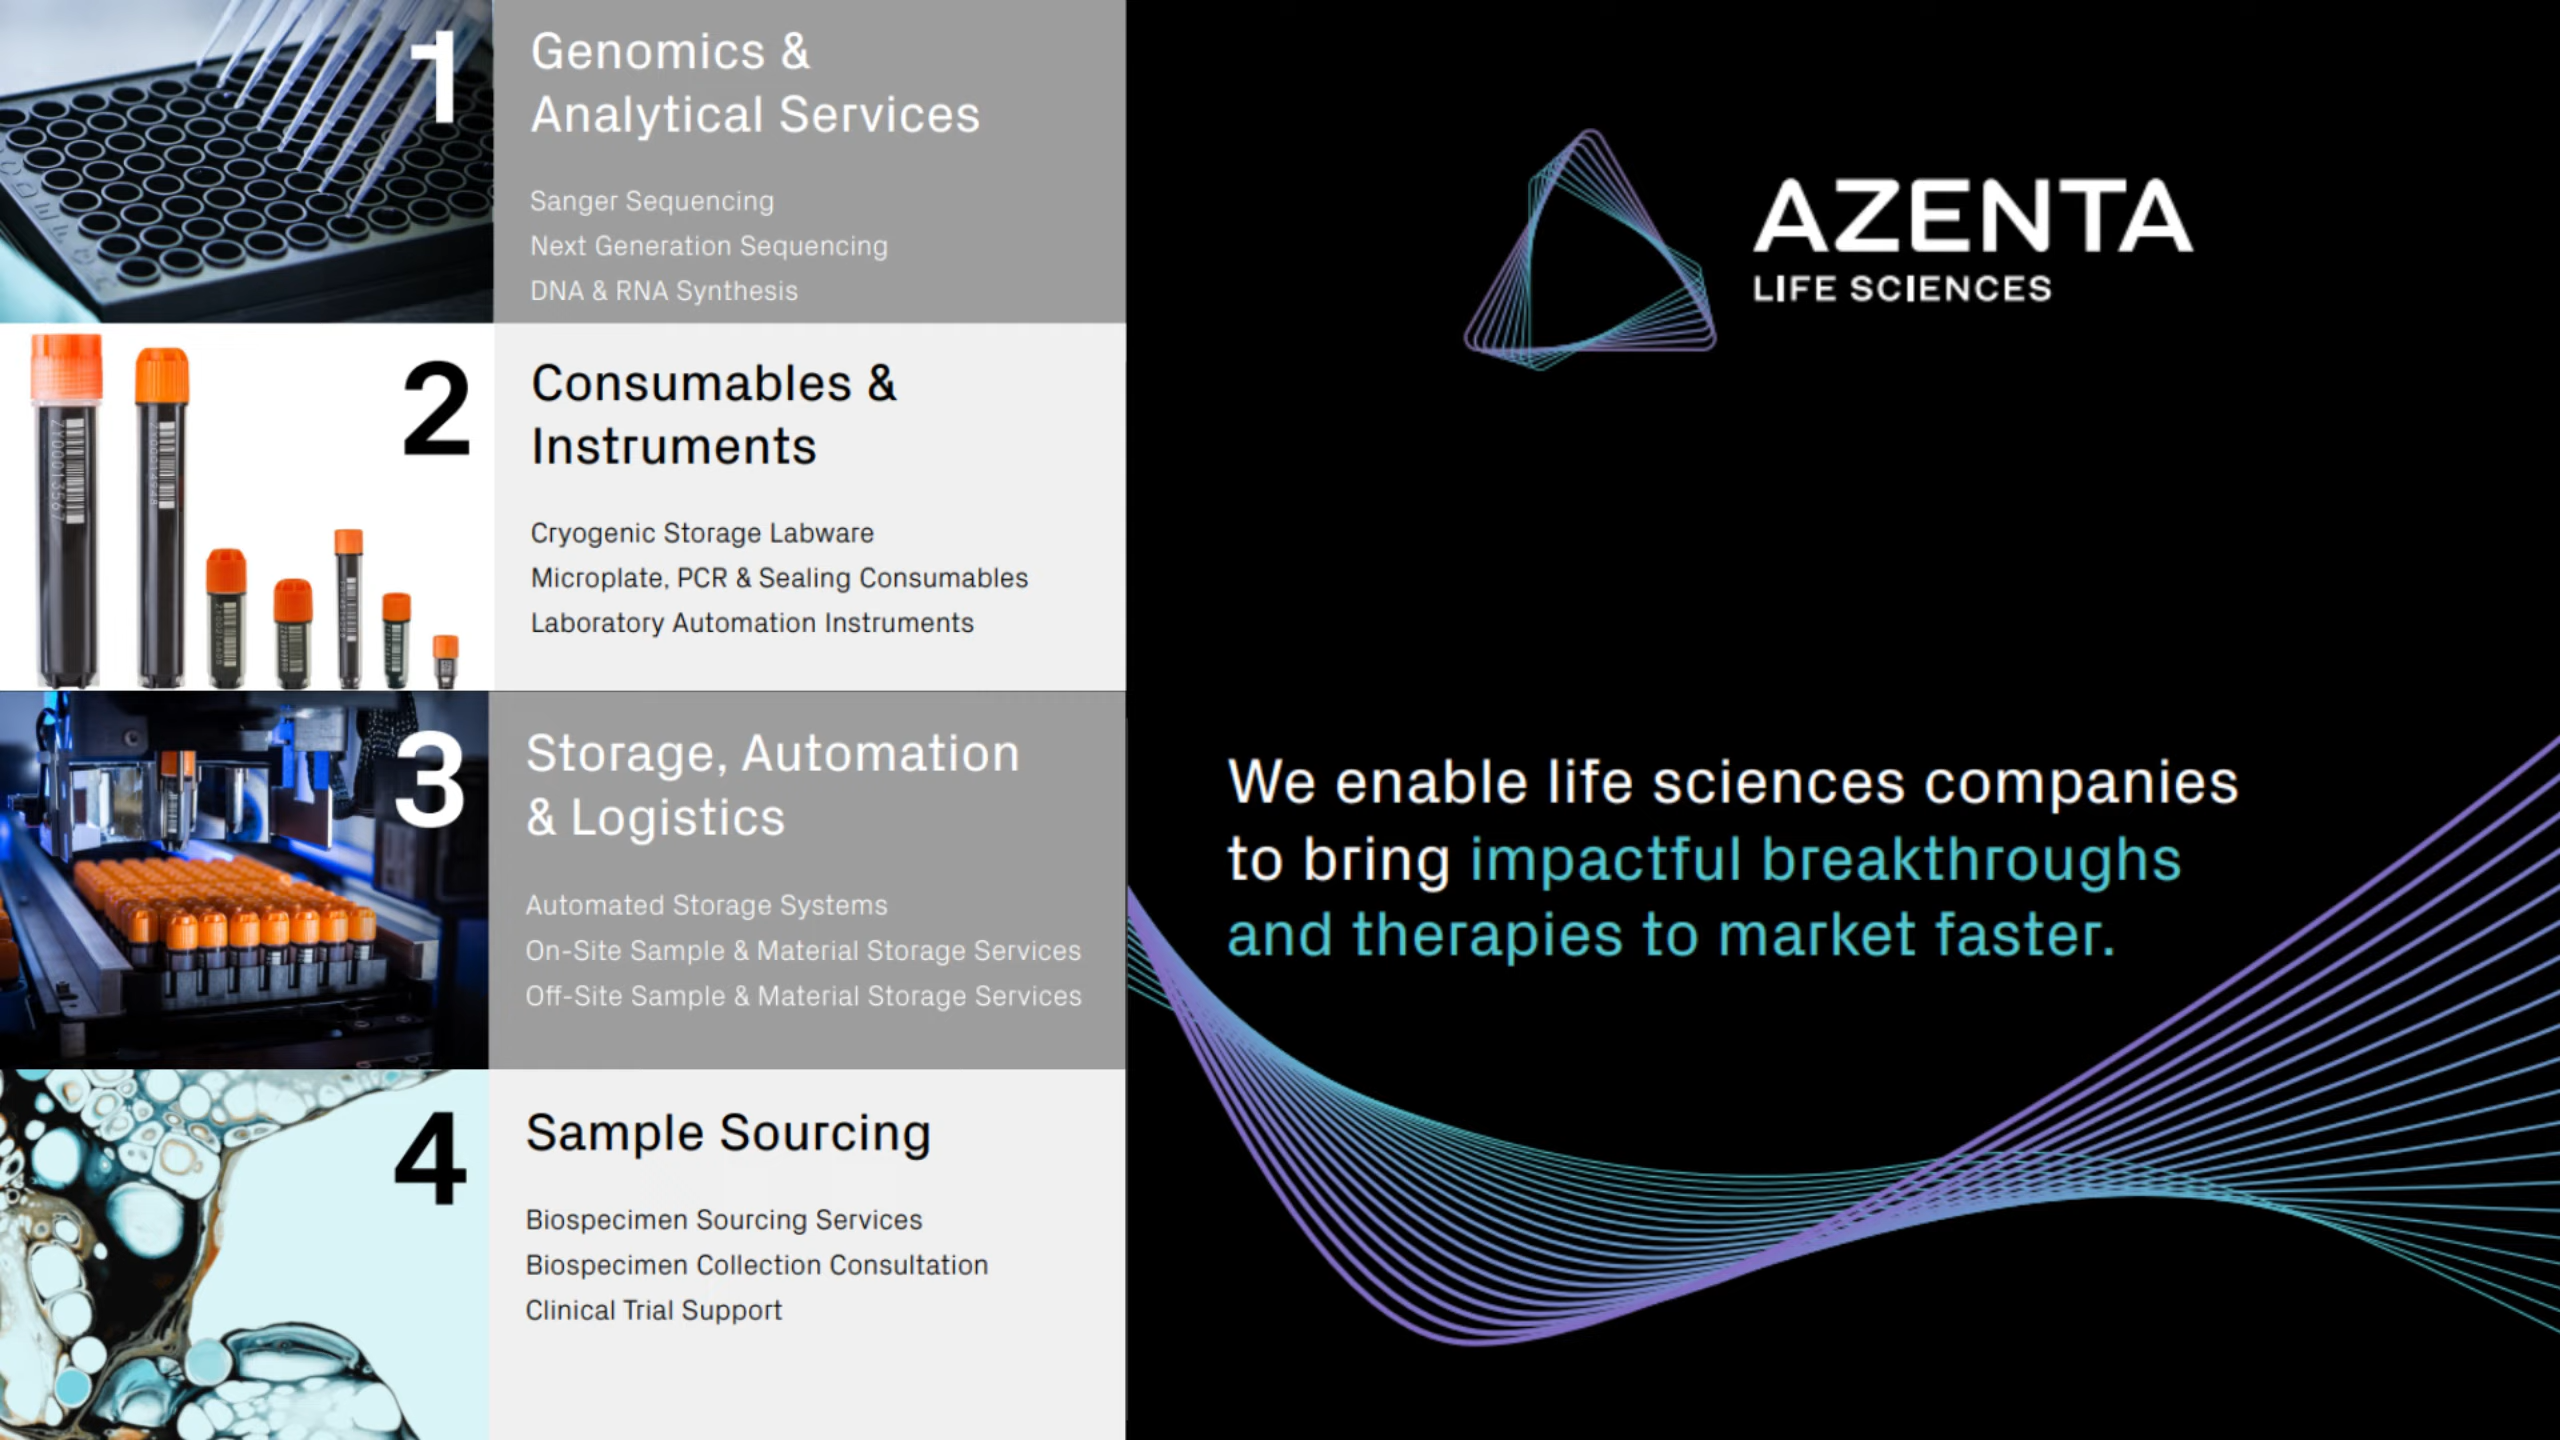 1
Genomics &
Analytical Services
Sanger Sequencing
Next Generation Sequencing
DNA & RNA Synthesis
2
Consumables &
Instruments
Cryogenic Storage Labware
Microplate, PCR & Sealing Consumables
Laboratory Automation Instruments
3
Storage, Automation
& Logistics
Automated Storage Systems
On-Site Sample & Material Storage Services
Off-Site Sample & Material Storage Services
4
Sample Sourcing
Biospecimen Sourcing Services
Biospecimen Collection Consultation
Clinical Trial Support
AZENTA
LIFE SCIENCES
We enable life sciences companies
to bring impactful breakthroughs
and therapies to market faster.